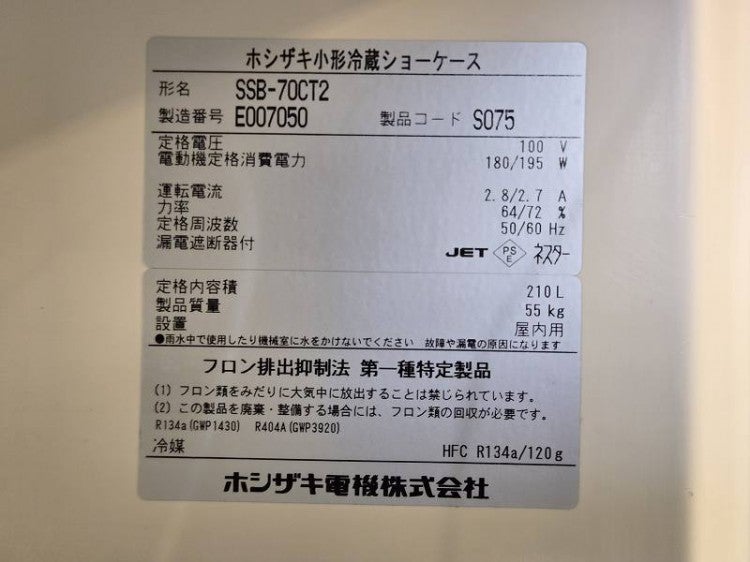 ホシザキ小形冷蔵ショーケース
形名 SSB-70CT2
製造番号 E007050 製品コード S075
定格電圧 100 V
電動機定格消費電力 180/195 W
運転電流 2.8/2.7 A
力率 64/72 %
定格周波数 50/60 Hz
漏電遮断器付 JET PSE ネスター
定格内容積 210 L
製品質量 55 kg
設置 屋内用
●雨水中で使用したり機械室に水をかけないでください 故障や漏電の原因になります
フロン排出抑制法 第一種特定製品
(1) フロン類をみだりに大気中に放出することは禁じられています。
(2) この製品を廃棄・整備する場合には、フロン類の回収が必要です。
R134a(GWP1430) R404A(GWP3920)
冷媒 HFC R134a/120g
ホシザキ電機株式会社